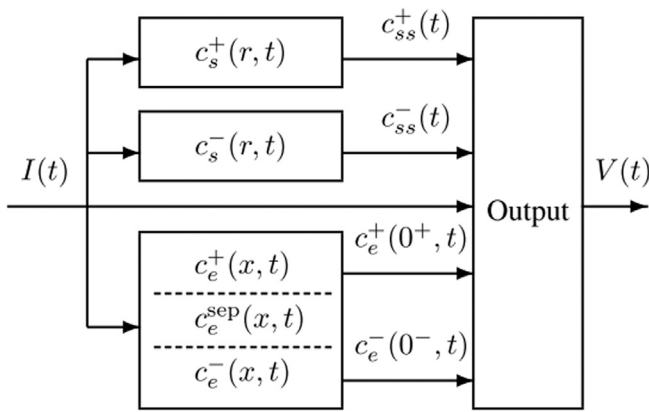 c_s^+(r, t)
c_{ss}^+(t)
c_s^-(r, t)
c_{ss}^-(t)
I(t)
V(t)
Output
c_e^+(0^+, t)
c_e^+(x, t)
c_e^{sep}(x, t)
c_e^-(0^-, t)
c_e^-(x, t)